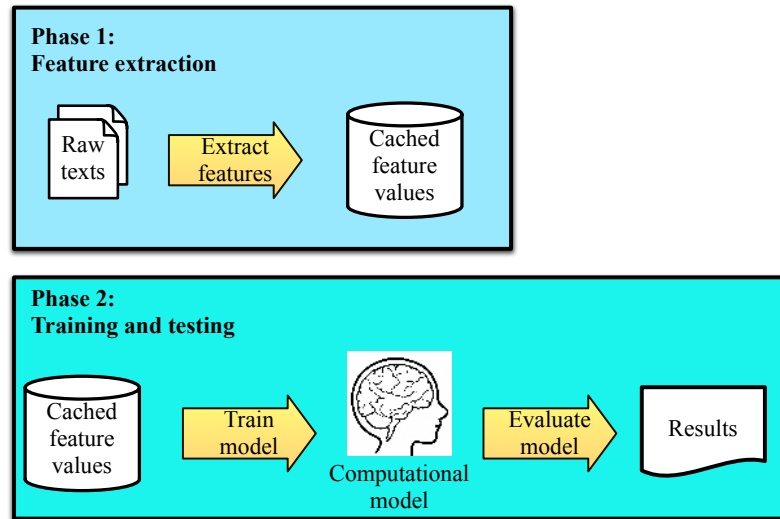 Phase 1:
Feature extraction
Raw
texts
Extract
features
Cached
feature
values
Phase 2:
Training and testing
Cached
feature
values
Train
model
Computational
model
Evaluate
model
Results